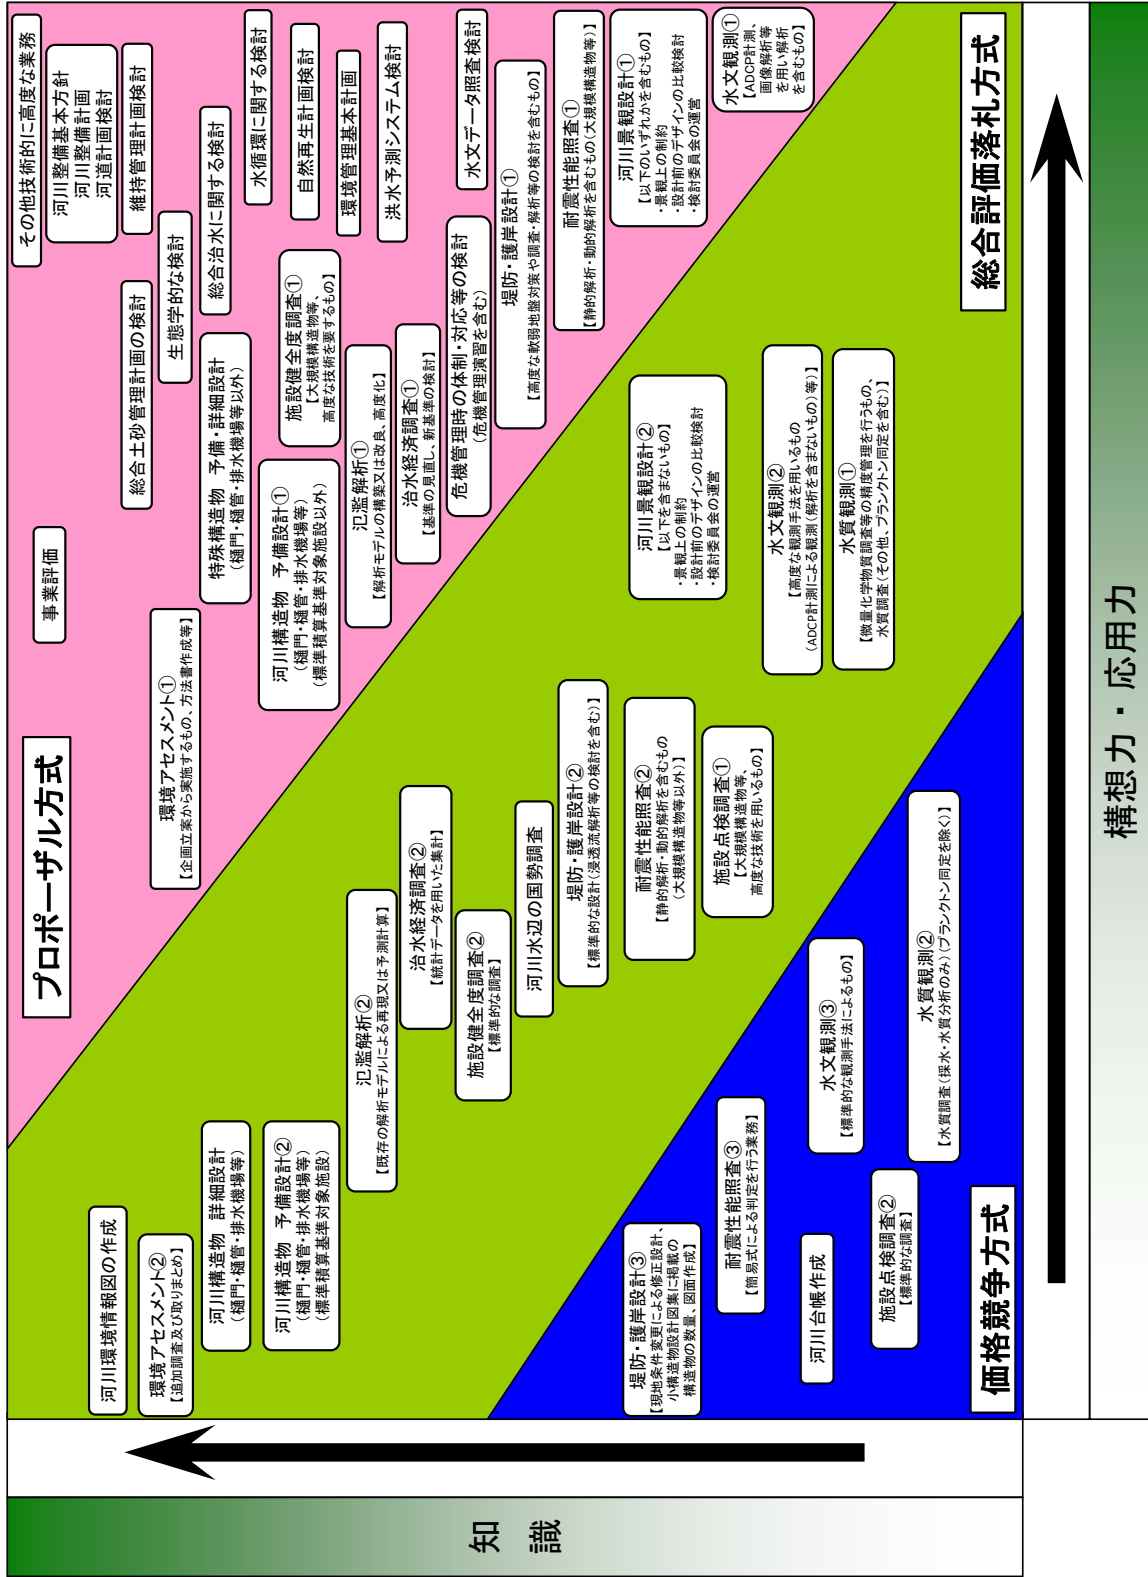 プロポーザル方式
事業評価
その他技術的に高度な業務
河川整備基本方針
河川整備計画
河道計画検討
維持管理計画検討
総合土砂管理計画の検討
生態学的な検討
環境アセスメント①
【企画立案から実施するもの、方法書作成等】
総合治水に関する検討
特殊構造物 予備・詳細設計
(樋門・樋管・排水機場等以外)
水循環に関する検討
自然再生計画検討
施設健全度調査①
【大規模構造物等、
高度な技術を要するもの】
河川構造物 予備設計①
(樋門・樋管・排水機場等)
(標準積算基準対象施設以外)
環境管理基本計画
氾濫解析①
【解析モデルの構築又は改良、高度化】
洪水予測システム検討
治水経済調査①
【基準の見直し、新基準の検討】
水文データ照査検討
危機管理時の体制・対応等の検討
(危機管理演習を含む)
堤防・護岸設計①
【高度な軟弱地盤対策や調査・解析等の検討を含むもの】
耐震性能照査①
【静的解析・動的解析を含むもの(大規模構造物等)】
河川景観設計①
【以下のいずれかを含むもの】
・景観上の制約
・設計前のデザインの比較検討
・検討委員会の運営
水文観測①
【ADCP計測、
画像解析等
を用い解析
を含むもの】
総合評価落札方式
河川環境情報図の作成
環境アセスメント②
【追加調査及び取りまとめ】
河川構造物 詳細設計
(樋門・樋管・排水機場等)
河川構造物 予備設計②
(樋門・樋管・排水機場等)
(標準積算基準対象施設)
氾濫解析②
【既存の解析モデルによる再現又は予測計算】
治水経済調査②
【統計データを用いた集計】
施設健全度調査②
【標準的な調査】
河川水辺の国勢調査
堤防・護岸設計②
【標準的な設計(浸透流解析等の検討を含む)】
耐震性能照査②
【静的解析・動的解析を含むもの
(大規模構造物等以外)】
河川景観設計②
【以下を含まないもの】
・景観上の制約
・設計前のデザインの比較検討
・検討委員会の運営
施設点検調査①
【大規模構造物等、
高度な技術を用いるもの】
水文観測②
【高度な観測手法を用いるもの
(ADCP計測による観測(解析を含まないもの)等)】
水質観測①
【微量化学物質調査等の精度管理を行うもの、
水質調査(その他、プランクトン同定を含む)】
価格競争方式
堤防・護岸設計③
【現地条件変更による修正設計、
小構造物設計図集に掲載の
構造物の数量、図面作成】
耐震性能照査③
【簡易式による判定を行う業務】
河川台帳作成
水文観測③
【標準的な観測手法によるもの】
施設点検調査②
【標準的な調査】
水質観測②
【水質調査(採水・水質分析のみ)(プランクトン同定を除く)】
知 識
構想力・応用力